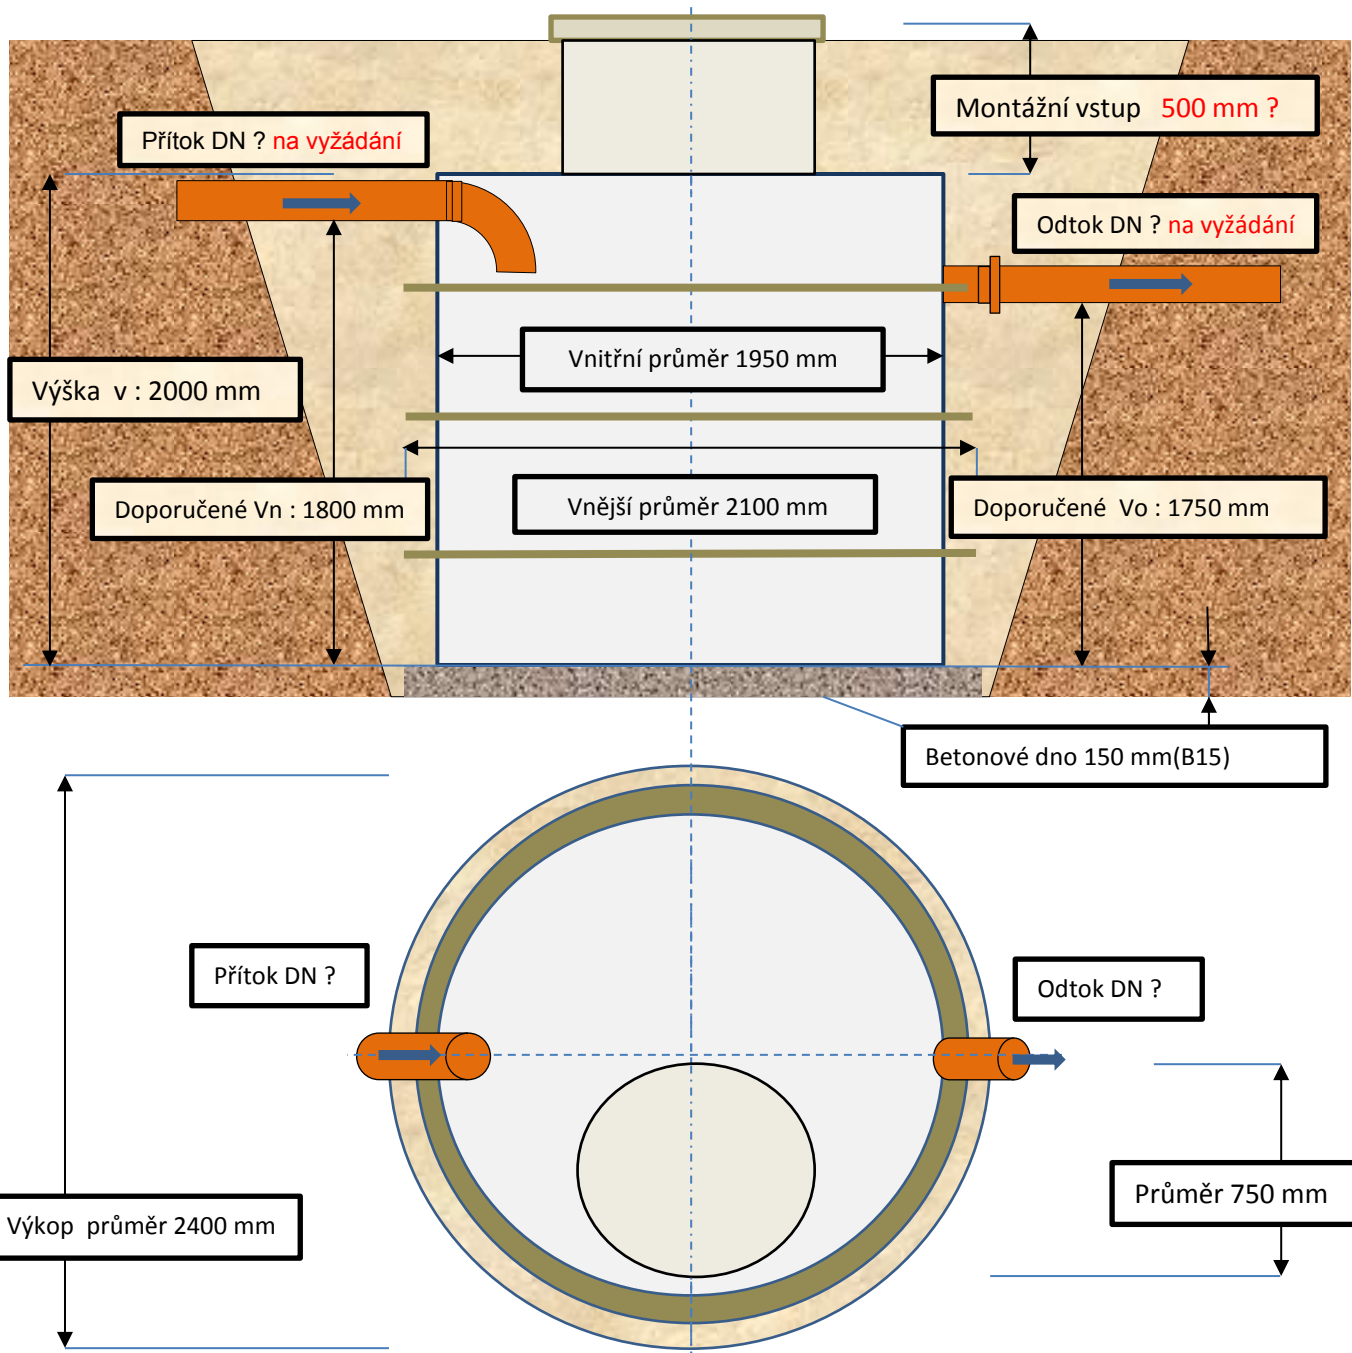 Montážní vstup 500 mm ?
Přítok DN ? na vyžádání
Odtok DN ? na vyžádání
Vnitřní průměr 1950 mm
Výška v : 2000 mm
Doporučené Vn : 1800 mm
Vnější průměr 2100 mm
Doporučené Vo : 1750 mm
Betonové dno 150 mm(B15)
Přítok DN ?
Odtok DN ?
Průměr 750 mm
Výkop průměr 2400 mm